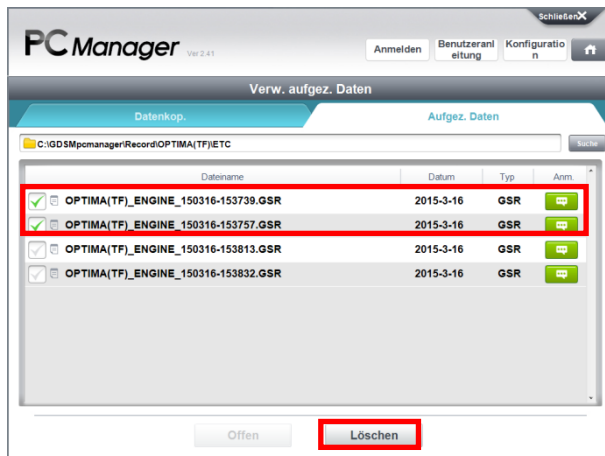 Schließen X
PC Manager Ver 2.41
Anmelden Benutzeranl eitung Konfiguratio n
Verw. aufgez. Daten
Datenkop. Aufgez. Daten
C:\GDSMpcmanager\Record\OPTIMA(TF)\ETC Suche
Dateiname Datum Typ Anm.
OPTIMA(TF)_ENGINE_150316-153739.GSR 2015-3-16 GSR
OPTIMA(TF)_ENGINE_150316-153757.GSR 2015-3-16 GSR
OPTIMA(TF)_ENGINE_150316-153813.GSR 2015-3-16 GSR
OPTIMA(TF)_ENGINE_150316-153832.GSR 2015-3-16 GSR
Offen Löschen